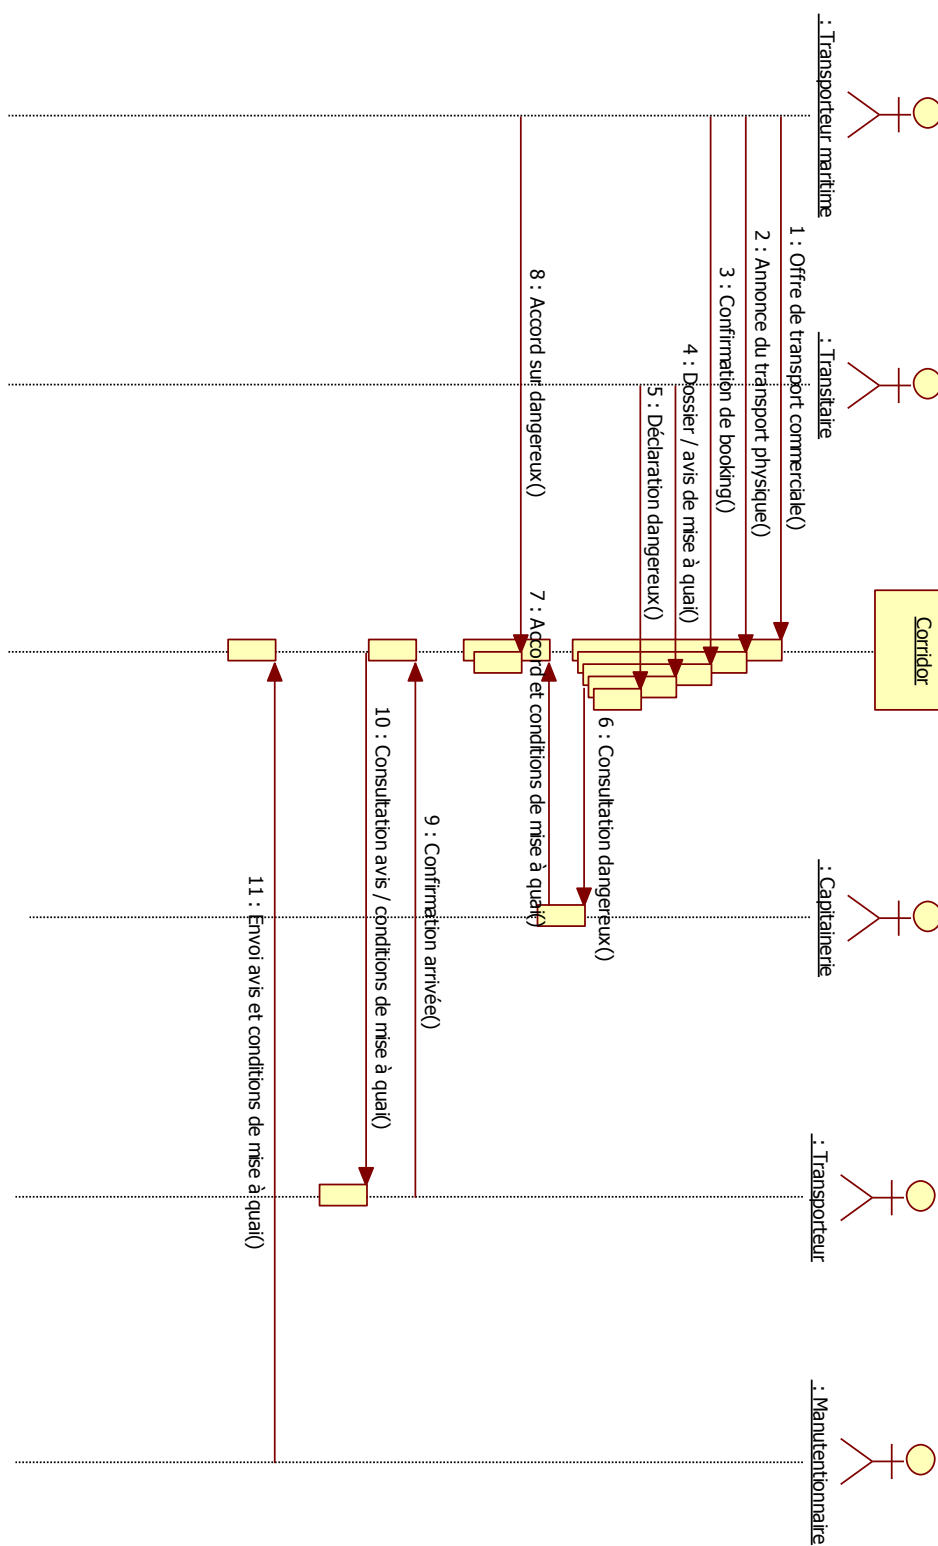 : Transporteur maritime
: Transitaire
Corridor
: Capitainerie
: Transporteur
: Manutentionnaire
1 : Offre de transport commerciale()
2 : Annonce du transport physique()
3 : Confirmation de booking()
4 : Dossier / avis de mise à quai()
5 : Déclaration dangereux()
6 : Consultation dangereux()
7 : Accord et conditions de mise à quai()
8 : Accord sur dangereux()
9 : Confirmation arrivée()
10 : Consultation avis / conditions de mise à quai()
11 : Envoi avis et conditions de mise à quai()